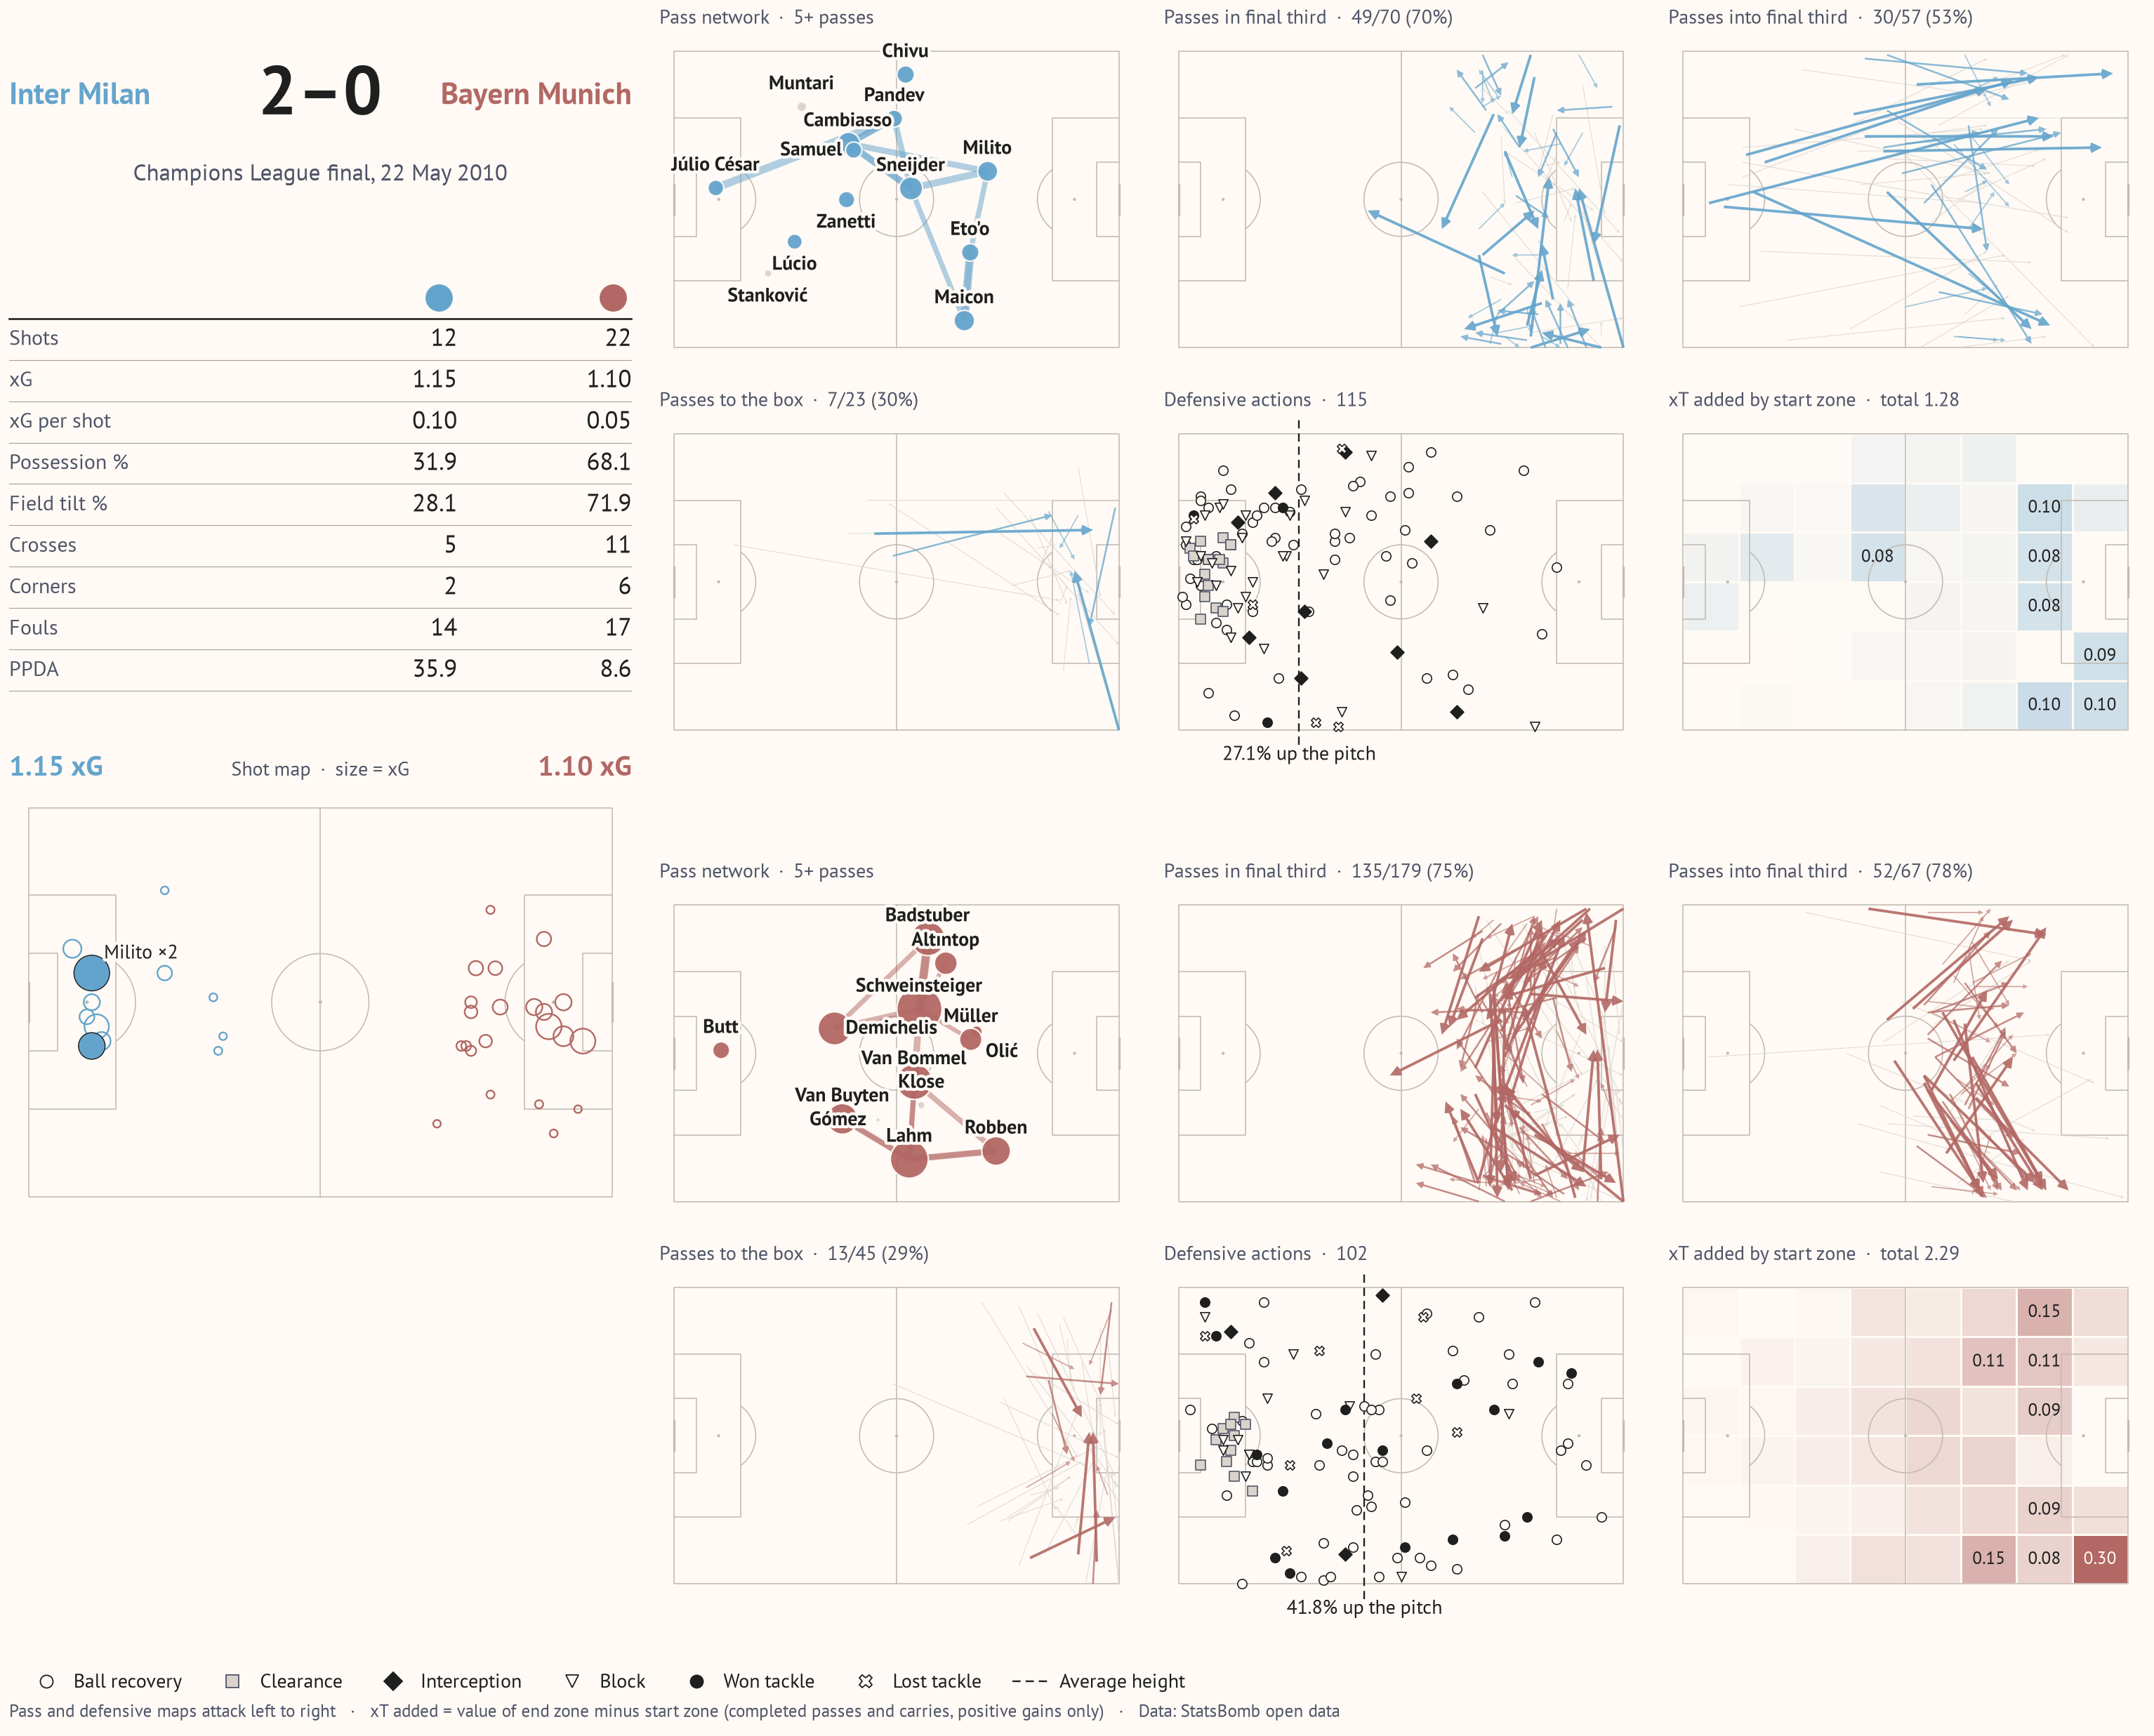 Inter Milan 2–0 Bayern Munich
Champions League final, 22 May 2010
Shots 12 22
xG 1.15 1.10
xG per shot 0.10 0.05
Possession % 31.9 68.1
Field tilt % 28.1 71.9
Crosses 5 11
Corners 2 6
Fouls 14 17
PPDA 35.9 8.6
1.15 xG Shot map · size = xG 1.10 xG
Milito ×2
Pass network · 5+ passes
Chivu
Muntari
Pandev
Cambiasso
Samuel
Milito
Júlio César
Sneijder
Zanetti
Eto'o
Lúcio
Stanković
Maicon
Passes in final third · 49/70 (70%)
Passes into final third · 30/57 (53%)
Passes to the box · 7/23 (30%)
Defensive actions · 115
27.1% up the pitch
xT added by start zone · total 1.28
0.10
0.08 0.08
0.08
0.09
0.10 0.10
Pass network · 5+ passes
Badstuber
Altıntop
Schweinsteiger
Müller
Butt
Demichelis
Olić
Van Bommel
Klose
Van Buyten
Gómez
Lahm
Robben
Passes in final third · 135/179 (75%)
Passes into final third · 52/67 (78%)
Passes to the box · 13/45 (29%)
Defensive actions · 102
41.8% up the pitch
xT added by start zone · total 2.29
0.15
0.11 0.11
0.09
0.09
0.15 0.08 0.30
Ball recovery Clearance Interception Block Won tackle Lost tackle Average height
Pass and defensive maps attack left to right · xT added = value of end zone minus start zone (completed passes and carries, positive gains only) · Data: StatsBomb open data